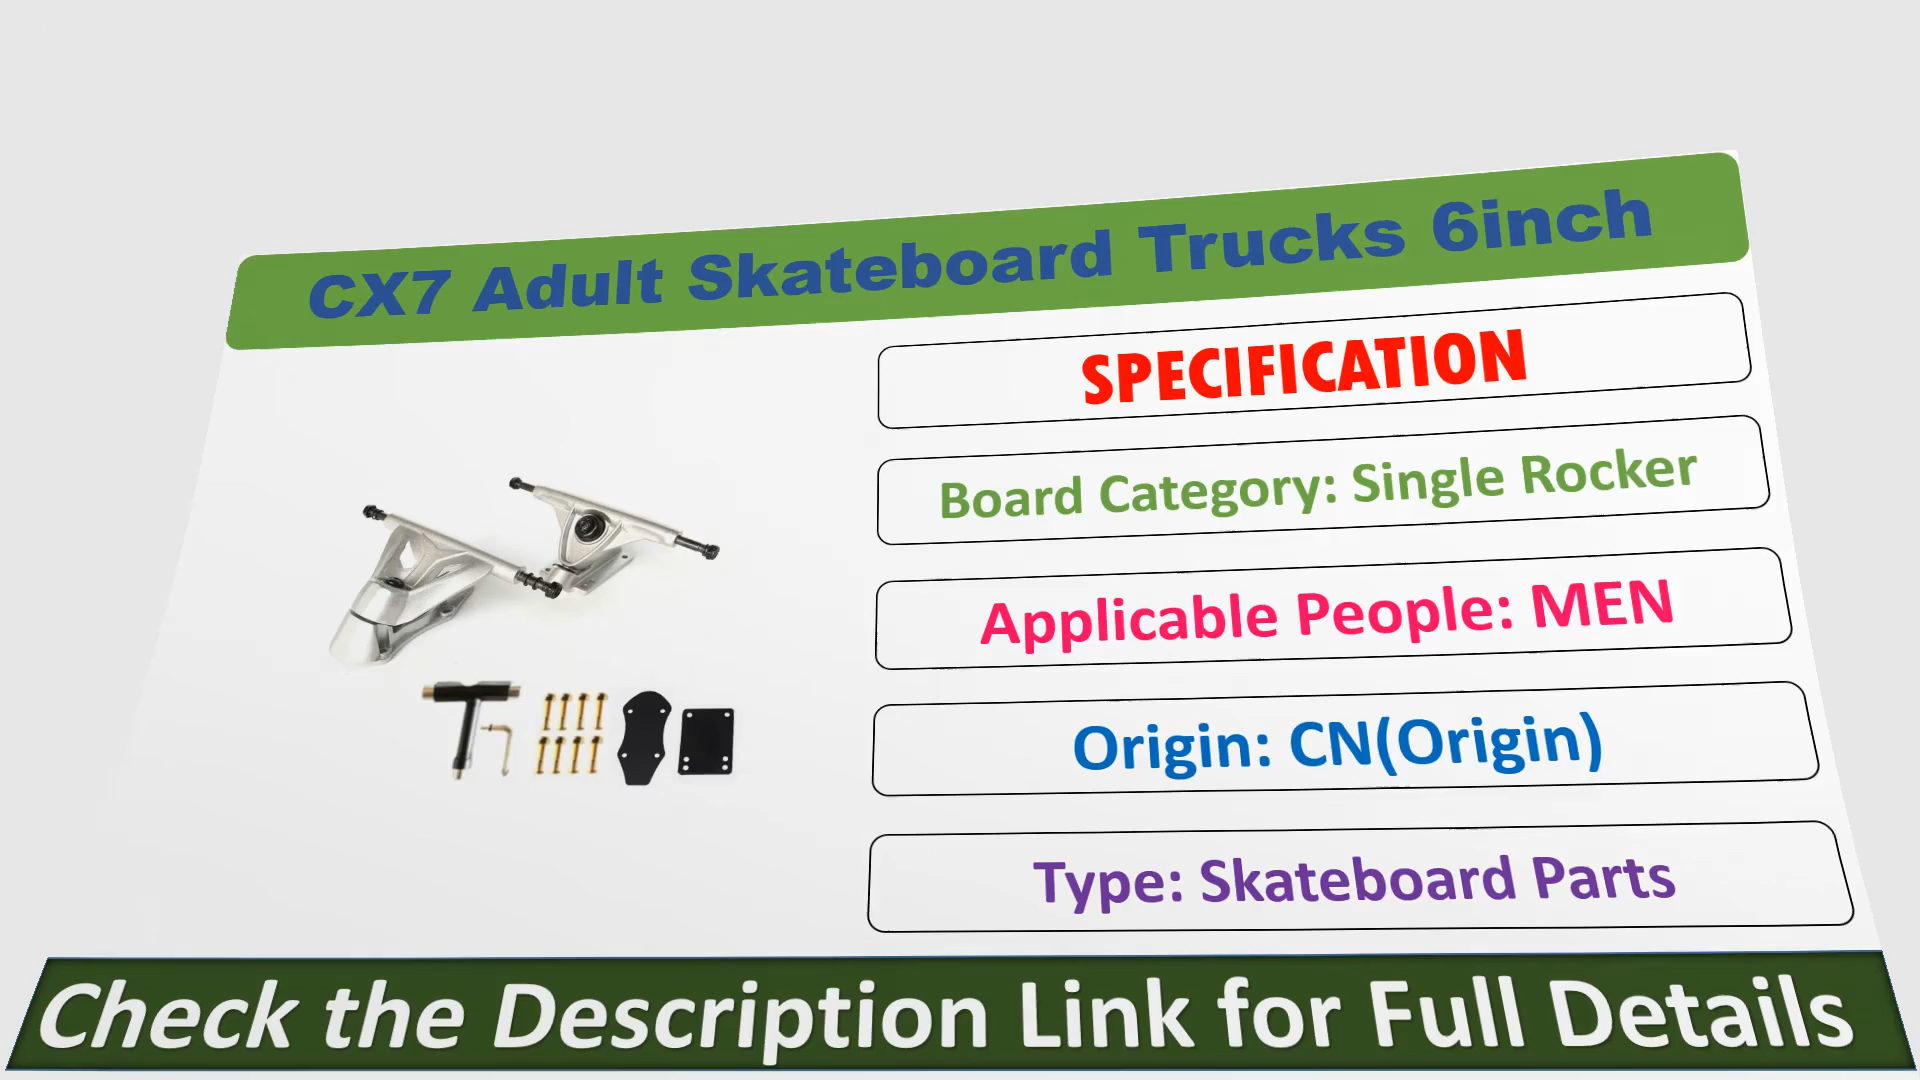 CX7 Adult Skateboard Trucks 6inch
SPECIFICATION
Board Category: Single Rocker
Applicable People: MEN
Origin: CN(Origin)
Type: Skateboard Parts
Check the Description Link for Full Details